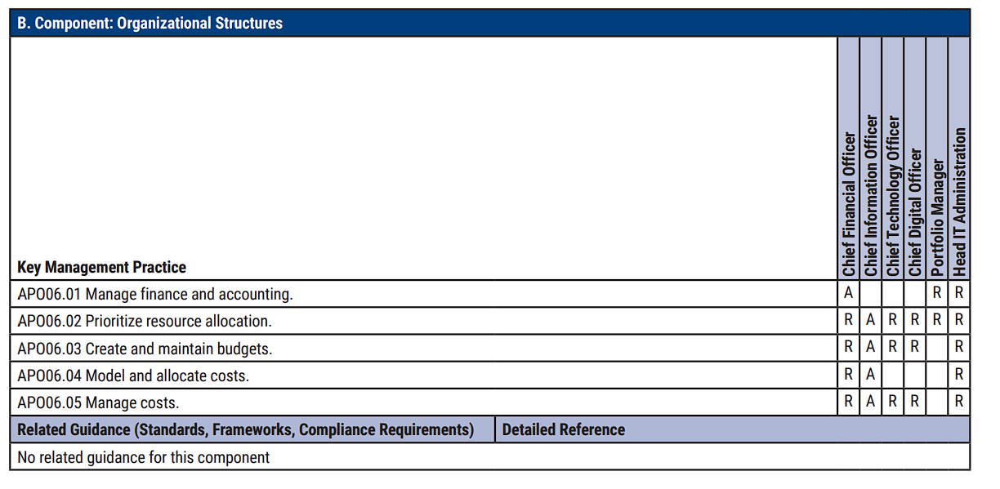 B. Component: Organizational Structures
Key Management Practice
Chief Financial Officer
Chief Information Officer
Chief Technology Officer
Chief Digital Officer
Portfolio Manager
Head IT Administration
APO06.01 Manage finance and accounting. A R R
APO06.02 Prioritize resource allocation. R A R R R R
APO06.03 Create and maintain budgets. R A R R R
APO06.04 Model and allocate costs. R A R
APO06.05 Manage costs. R A R R R
Related Guidance (Standards, Frameworks, Compliance Requirements) Detailed Reference
No related guidance for this component